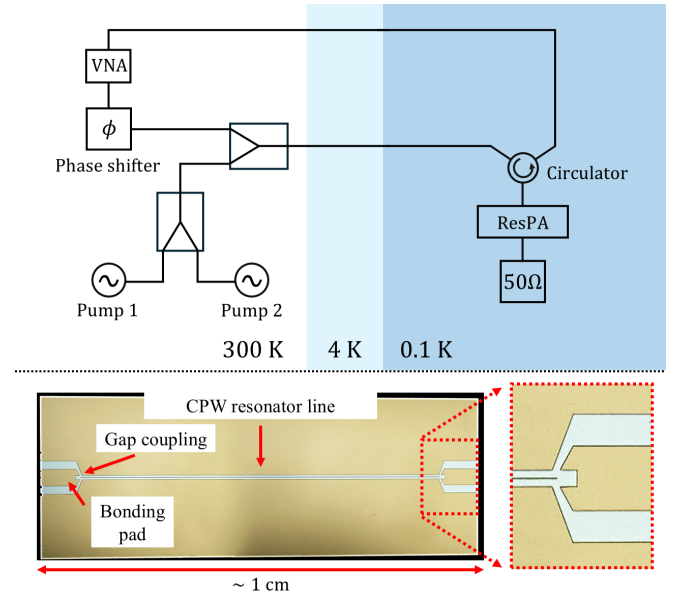 VNA
ϕ
Phase shifter
Circulator
ResPA
50Ω
Pump 1
Pump 2
300 K
4 K
0.1 K
CPW resonator line
Gap coupling
Bonding
pad
~ 1 cm